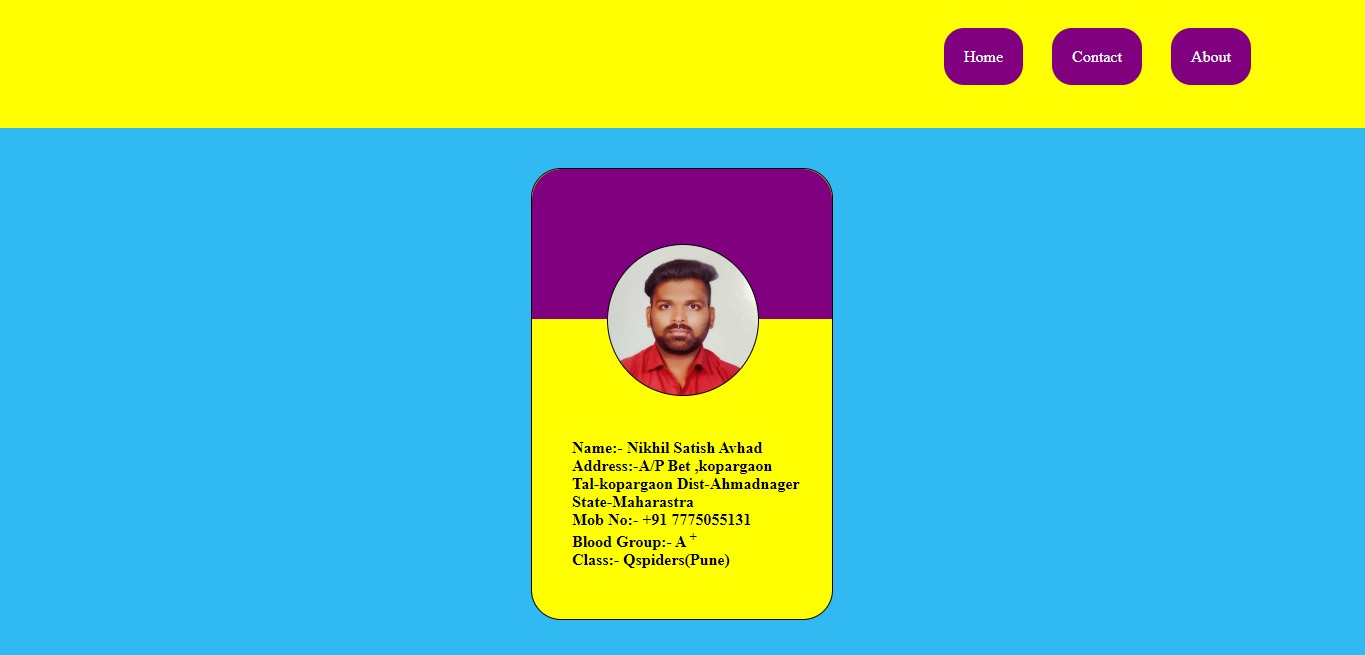 Home Contact About
Name:- Nikhil Satish Avhad
Address:-A/P Bet ,kopargaon
Tal-kopargaon Dist-Ahmadnager
State-Maharastra
Mob No:- +91 7775055131
Blood Group:- A +
Class:- Qspiders(Pune)